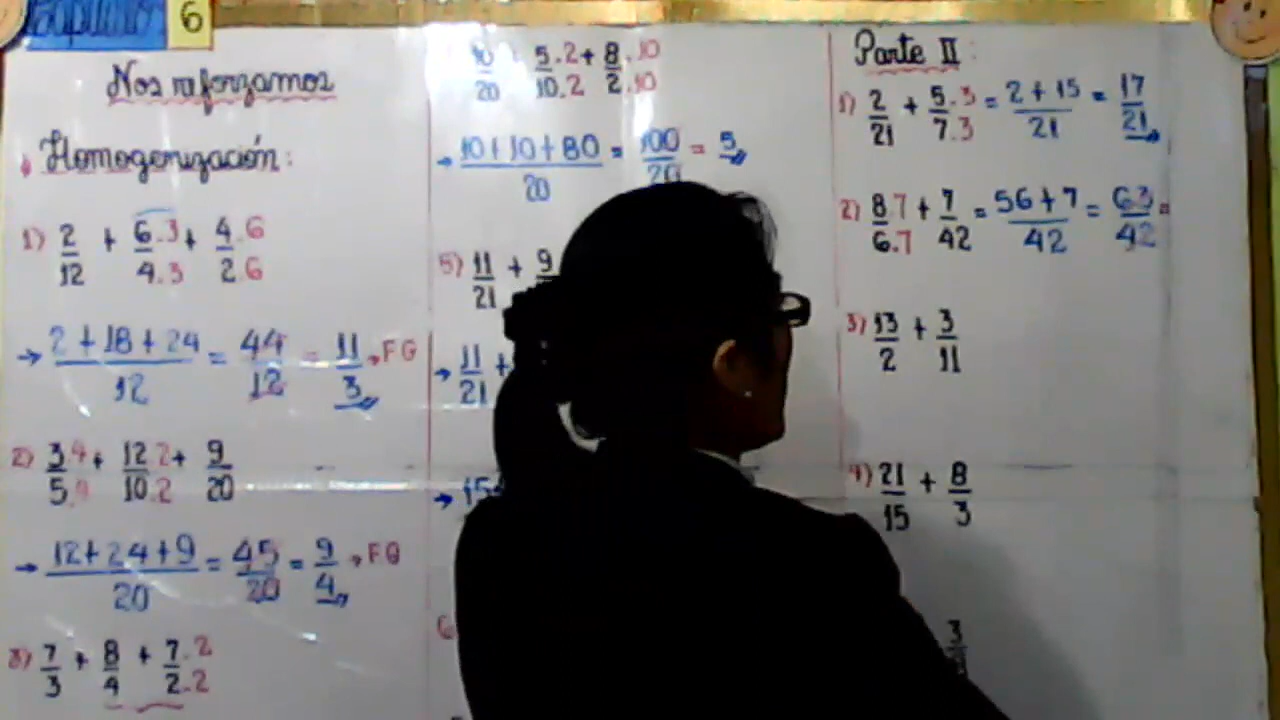 Capítulo 6
Nos reforzamos
Homogenización:
1) 2/12 + 6.3/4.3 + 4.6/2.6
→ 2 + 18 + 24/12 = 44/12 = 11/3 → FG
2) 3.4/5.4 + 12.2/10.2 + 9/20
→ 12 + 24 + 9/20 = 45/20 = 9/4 → FG
3) 7/3 + 8/4 + 7.2/2.2
10/20 + 5.2/10.2 + 8.10/2.10
→ 10 + 10 + 80/20 = 100/20 = 5
5) 11/21 + 9
→ 11/21 +
→
6
Parte II:
1) 2/21 + 5.3/7.3 = 2 + 15/21 = 17/21
2) 8.7/6.7 + 7/42 = 56 + 7/42 = 63/42 =
3) 13/2 + 3/11
4) 21/15 + 8/3
3